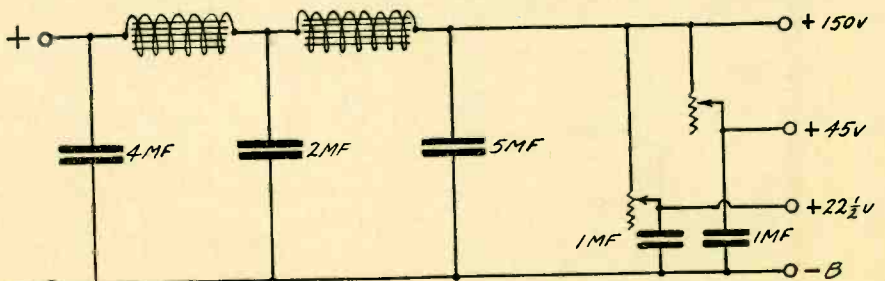 +
+ 150V
+ 45V
4MF
2MF
5MF
+ 22½V
1MF
1MF
- B